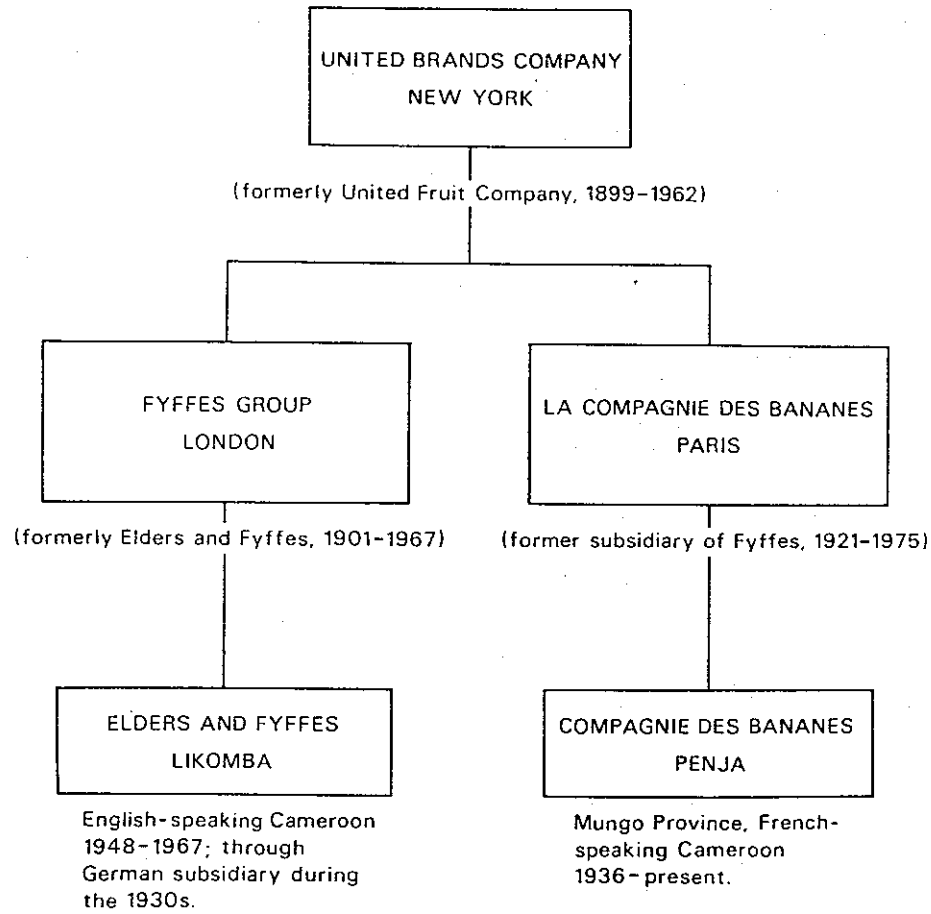 UNITED BRANDS COMPANY
NEW YORK
(formerly United Fruit Company, 1899-1962)
FYFFES GROUP
LONDON
(formerly Elders and Fyffes, 1901-1967)
LA COMPAGNIE DES BANANES
PARIS
(former subsidiary of Fyffes, 1921-1975)
ELDERS AND FYFFES
LIKOMBA
English-speaking Cameroon
1948-1967; through
German subsidiary during
the 1930s.
COMPAGNIE DES BANANES
PENJA
Mungo Province, French-
speaking Cameroon
1936-present.